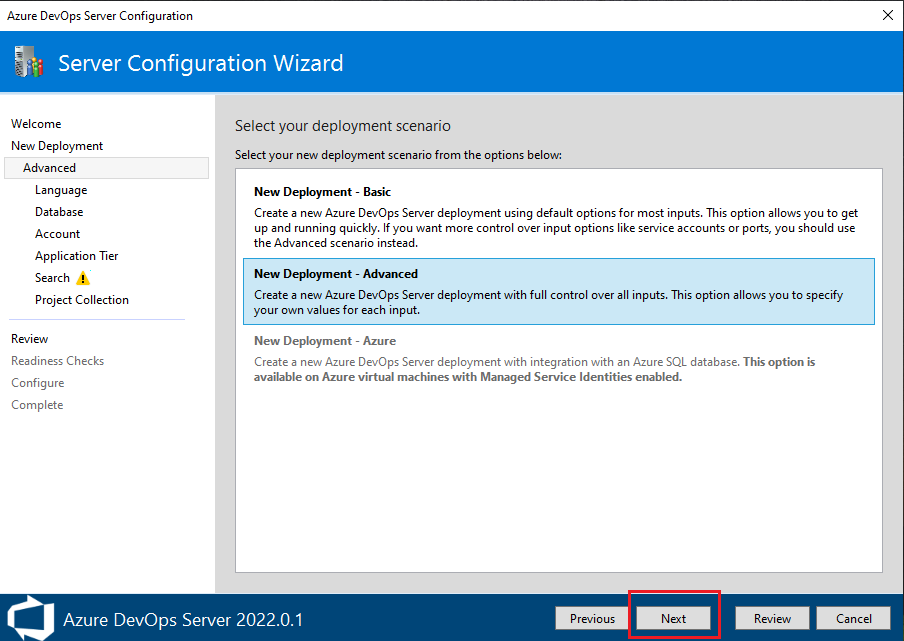 Azure DevOps Server Configuration
Server Configuration Wizard
Welcome
New Deployment
Advanced
Language
Database
Account
Application Tier
Search
Project Collection
Review
Readiness Checks
Configure
Complete
Select your deployment scenario
Select your new deployment scenario from the options below:
New Deployment - Basic
Create a new Azure DevOps Server deployment using default options for most inputs. This option allows you to get
up and running quickly. If you want more control over input options like service accounts or ports, you should use
the Advanced scenario instead.
New Deployment - Advanced
Create a new Azure DevOps Server deployment with full control over all inputs. This option allows you to specify
your own values for each input.
New Deployment - Azure
Create a new Azure DevOps Server deployment with integration with an Azure SQL database. This option is
available on Azure virtual machines with Managed Service Identities enabled.
Azure DevOps Server 2022.0.1
Previous
Next
Review
Cancel